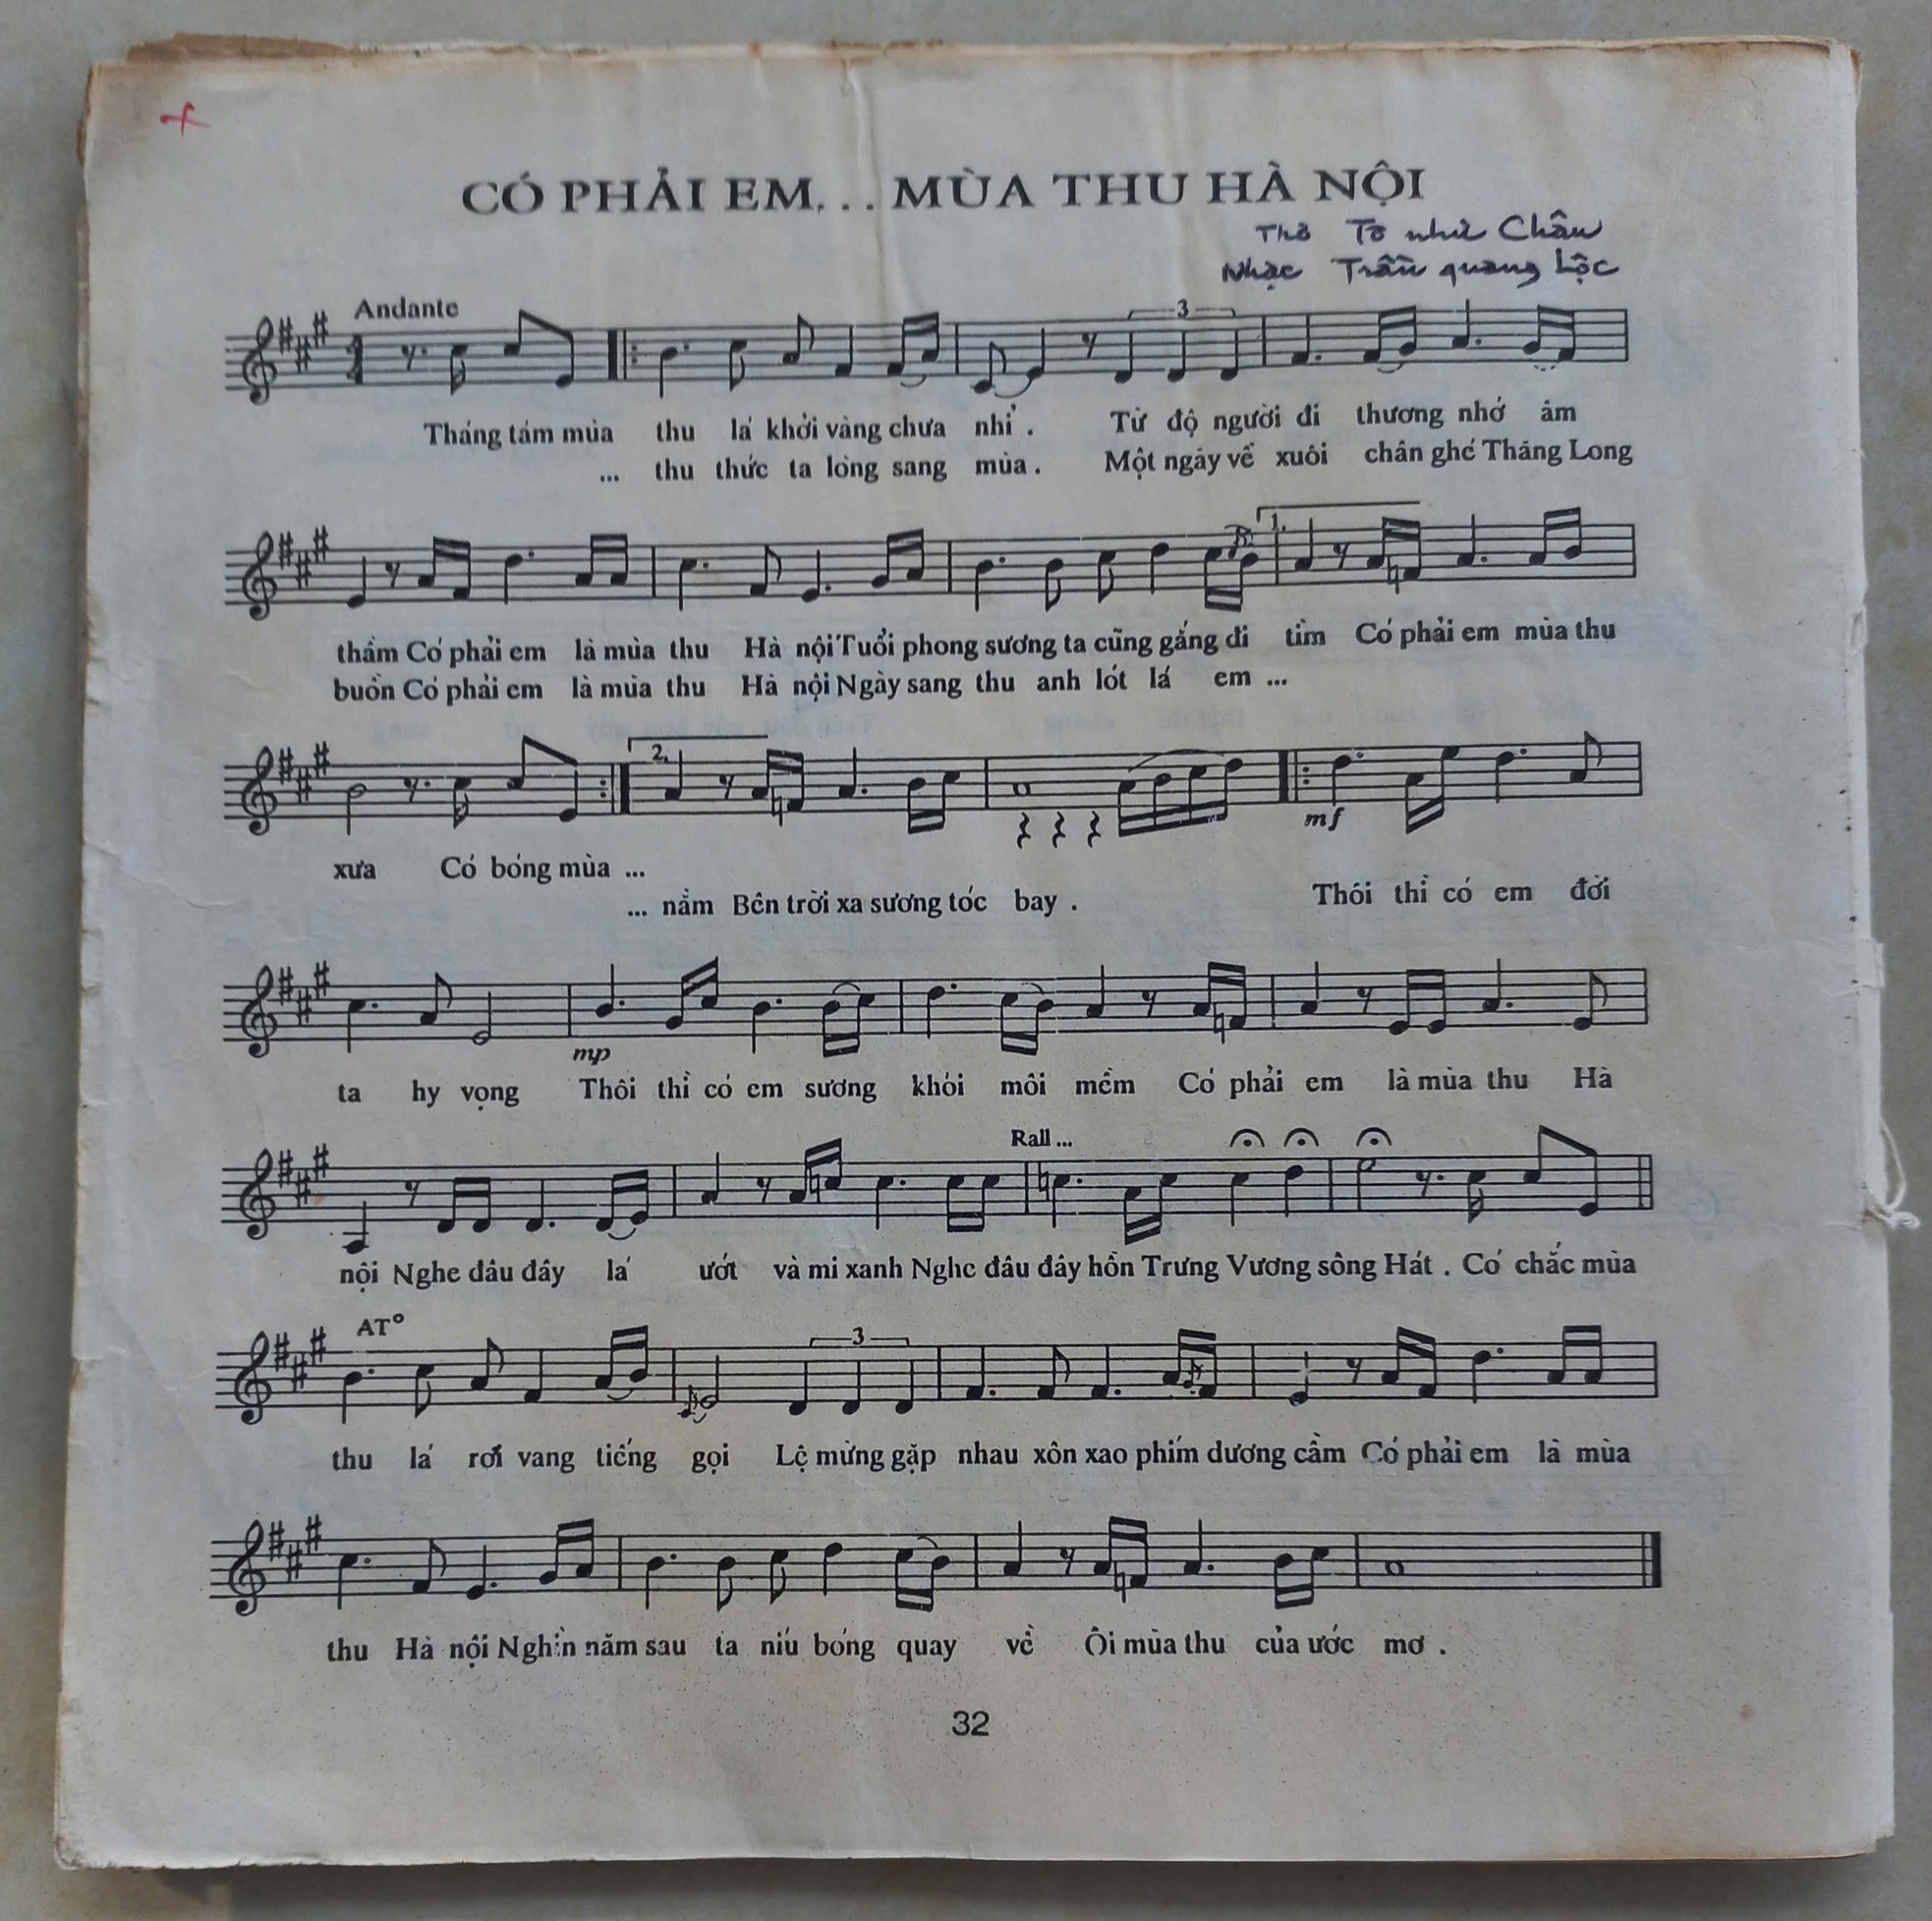 CÓ PHẢI EM... MÙA THU HÀ NỘI
Thơ Tô như Châu
Nhạc Trần quang Lộc
Andante
3
Tháng tám mùa thu lá khởi vàng chưa nhỉ . Từ độ người đi thương nhớ âm
... thu thức ta lòng sang mùa . Một ngày về xuôi chân ghé Thăng Long
1.
thầm Có phải em là mùa thu Hà nội Tuổi phong sương ta cũng gắng đi tìm Có phải em mùa thu
buồn Có phải em là mùa thu Hà nội Ngày sang thu anh lót lá em ...
2.
mf
xưa Có bóng mùa ...
... nằm Bên trời xa sương tóc bay . Thôi thì có em đời
mp
ta hy vọng Thôi thì có em sương khói môi mềm Có phải em là mùa thu Hà
Rall ...
nội Nghe đâu đây lá ướt và mi xanh Nghe đâu đây hồn Trưng Vương sông Hát . Có chắc mùa
AT°
3
thu lá rơi vang tiếng gọi Lệ mừng gặp nhau xôn xao phím dương cầm Có phải em là mùa
thu Hà nội Nghìn năm sau ta níu bóng quay về Ôi mùa thu của ước mơ .
32